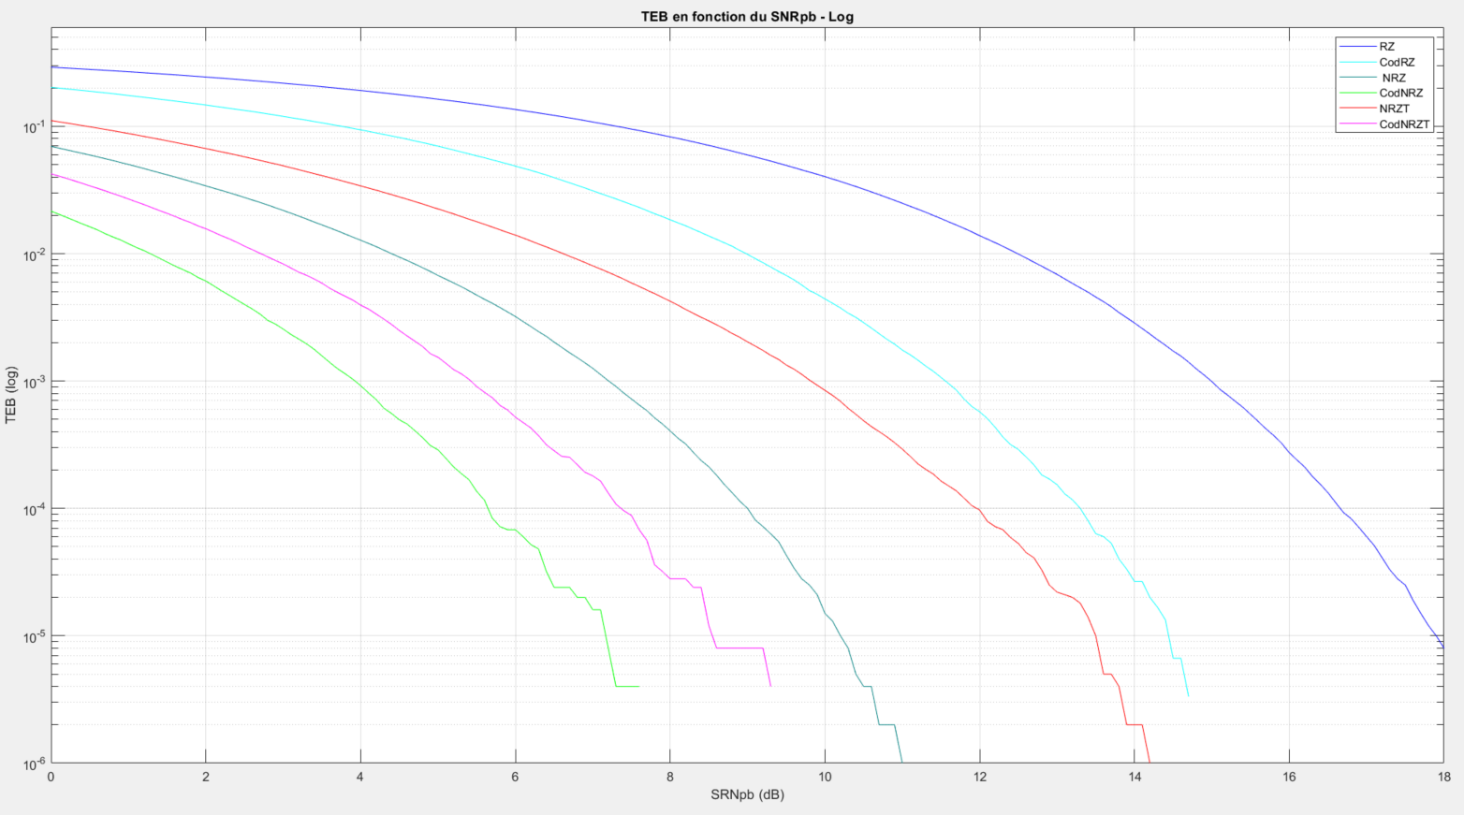 TEB en fonction du SNRpb - Log
RZ
CodRZ
NRZ
CodNRZ
NRZT
CodNRZT
10-1
10-2
10-3
10-4
10-5
10-6
TEB (log)
0 2 4 6 8 10 12 14 16 18
SRNpb (dB)